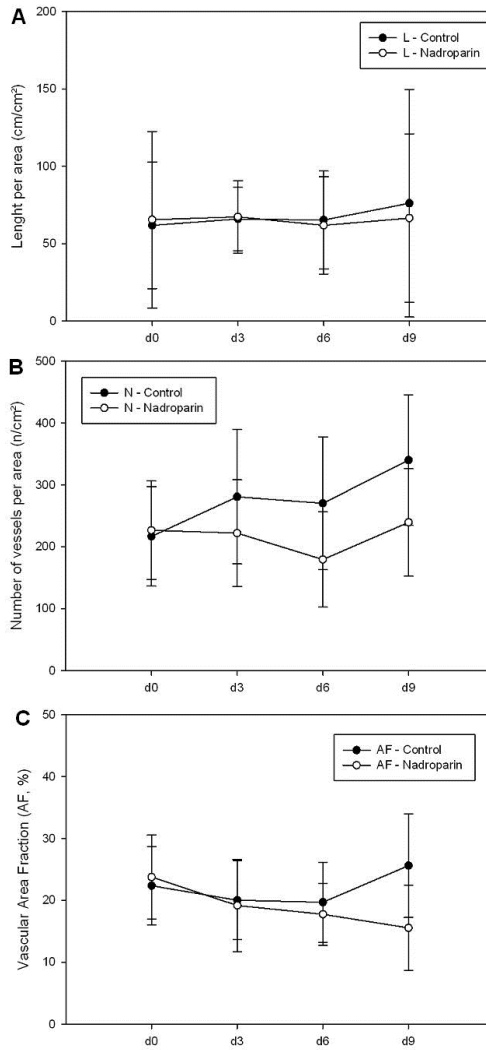 A
200
150
100
50
0
Lenght per area (cm/cm²)
L - Control
L - Nadroparin
d0 d3 d6 d9
B
500
400
300
200
100
0
Number of vessels per area (n/cm²)
N - Control
N - Nadroparin
d0 d3 d6 d9
C
50
40
30
20
10
0
Vascular Area Fraction (AF, %)
AF - Control
AF - Nadroparin
d0 d3 d6 d9